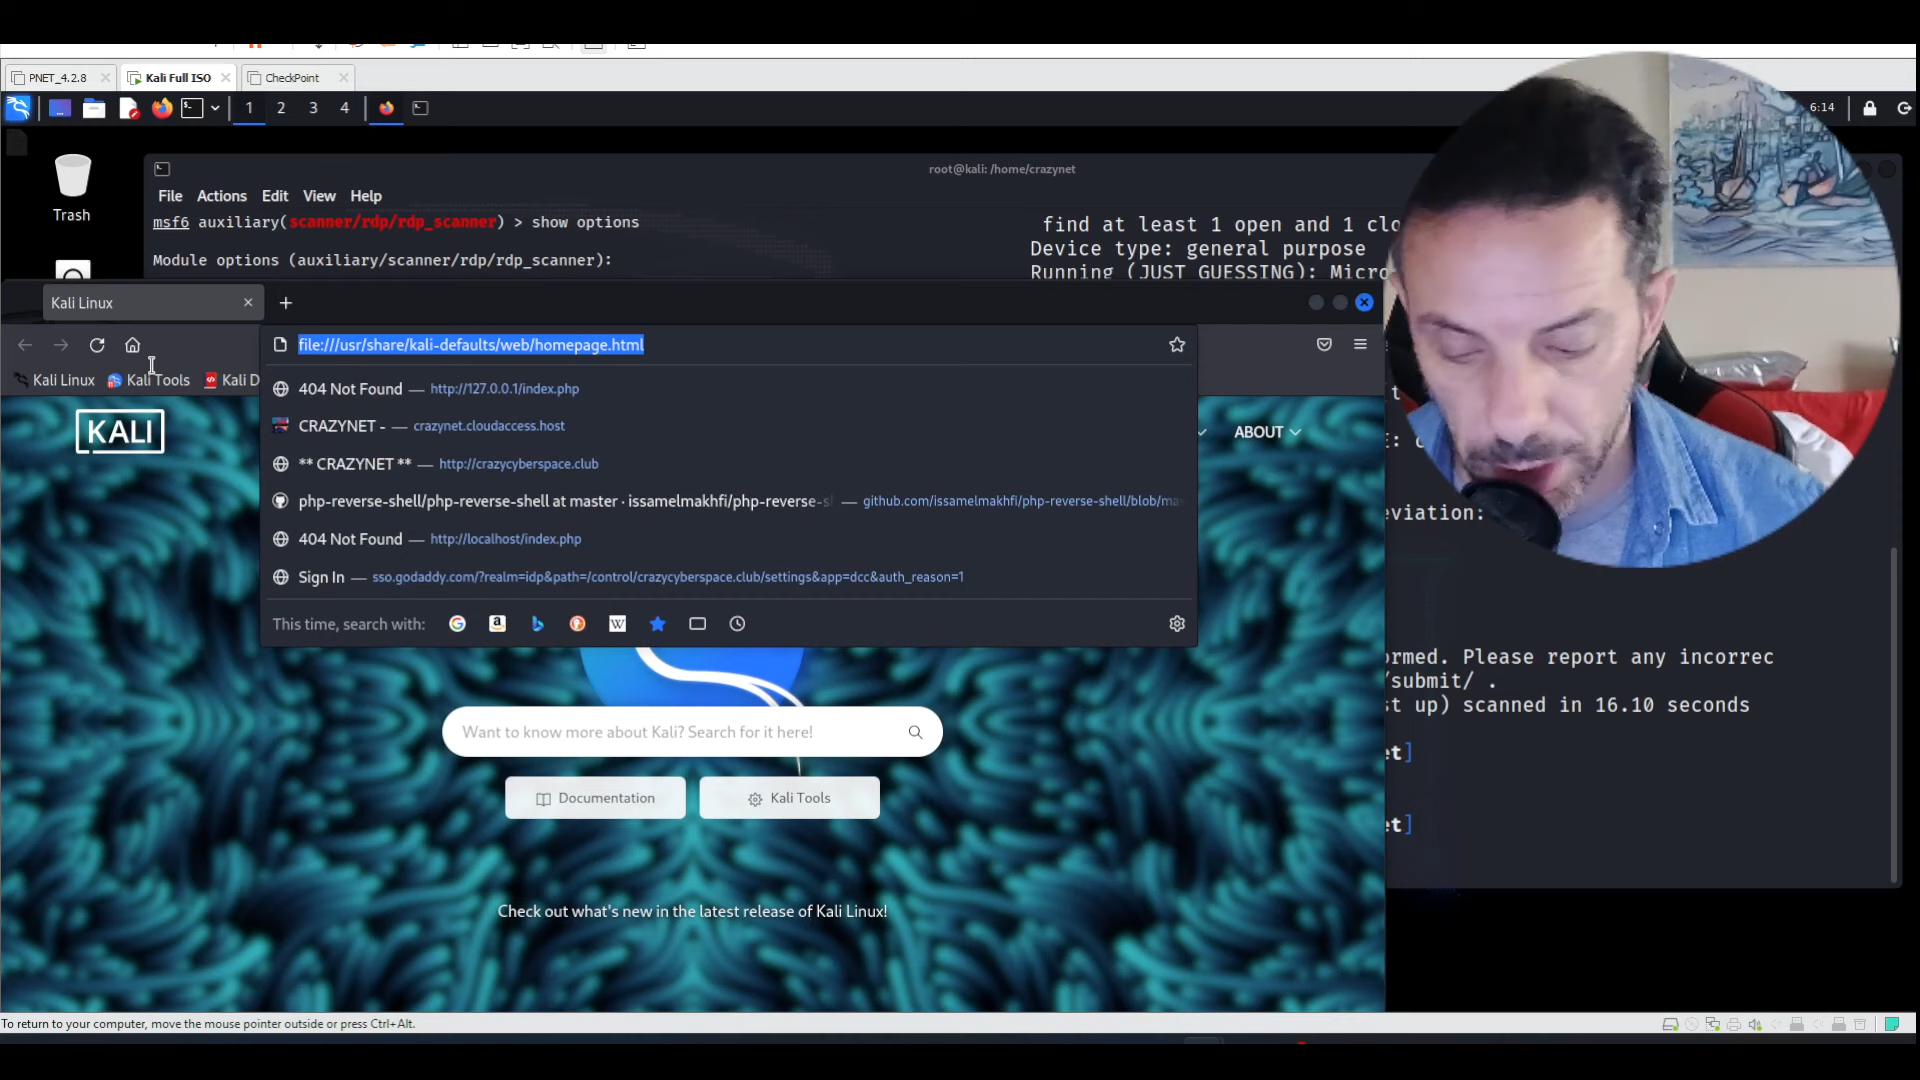 PNET_4.2.8
Kali Full ISO
CheckPoint
1 2 3 4
6:14
Trash
root@kali: /home/crazynet
File Actions Edit View Help
msf6 auxiliary(scanner/rdp/rdp_scanner) > show options
Module options (auxiliary/scanner/rdp/rdp_scanner):
find at least 1 open and 1 clo
Device type: general purpose
Running (JUST GUESSING): Micro
Kali Linux
file:///usr/share/kali-defaults/web/homepage.html
Kali Linux
Kali Tools
Kali D
404 Not Found — http://127.0.0.1/index.php
CRAZYNET - — crazynet.cloudaccess.host
** CRAZYNET ** — http://crazycyberspace.club
php-reverse-shell/php-reverse-shell at master · issamelmakhfi/php-reverse-s — github.com/issamelmakhfi/php-reverse-shell/blob/ma
404 Not Found — http://localhost/index.php
Sign In — sso.godaddy.com/?realm=idp&path=/control/crazycyberspace.club/settings&app=dcc&auth_reason=1
This time, search with:
KALI
ABOUT
eviation:
Want to know more about Kali? Search for it here!
Documentation
Kali Tools
Check out what's new in the latest release of Kali Linux!
ormed. Please report any incorrec
/submit/ .
st up) scanned in 16.10 seconds
et]
et]
To return to your computer, move the mouse pointer outside or press Ctrl+Alt.